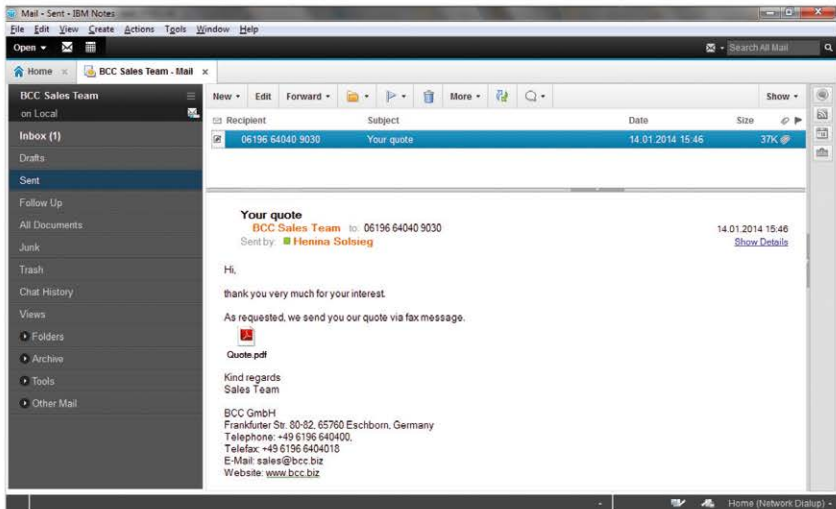 Mail - Sent - IBM Notes
File Edit View Create Actions Tools Window Help
Open
Search All Mail
Home
BCC Sales Team - Mail
BCC Sales Team
on Local
Inbox (1)
Drafts
Sent
Follow Up
All Documents
Junk
Trash
Chat History
Views
Folders
Archive
Tools
Other Mail
New Edit Forward More Show
Recipient Subject Date Size
06196 64040 9030 Your quote 14.01.2014 15:46 37K
Your quote
BCC Sales Team to: 06196 64040 9030 14.01.2014 15:46
Sent by: Henina Solsieg Show Details
Hi,
thank you very much for your interest.
As requested, we send you our quote via fax message.
Quote.pdf
Kind regards
Sales Team
BCC GmbH
Frankfurter Str. 80-82, 65760 Eschborn, Germany
Telephone: +49 6196 640400,
Telefax: +49 6196 6404018
E-Mail: sales@bcc.biz
Website: www.bcc.biz
Home (Network Dialup)